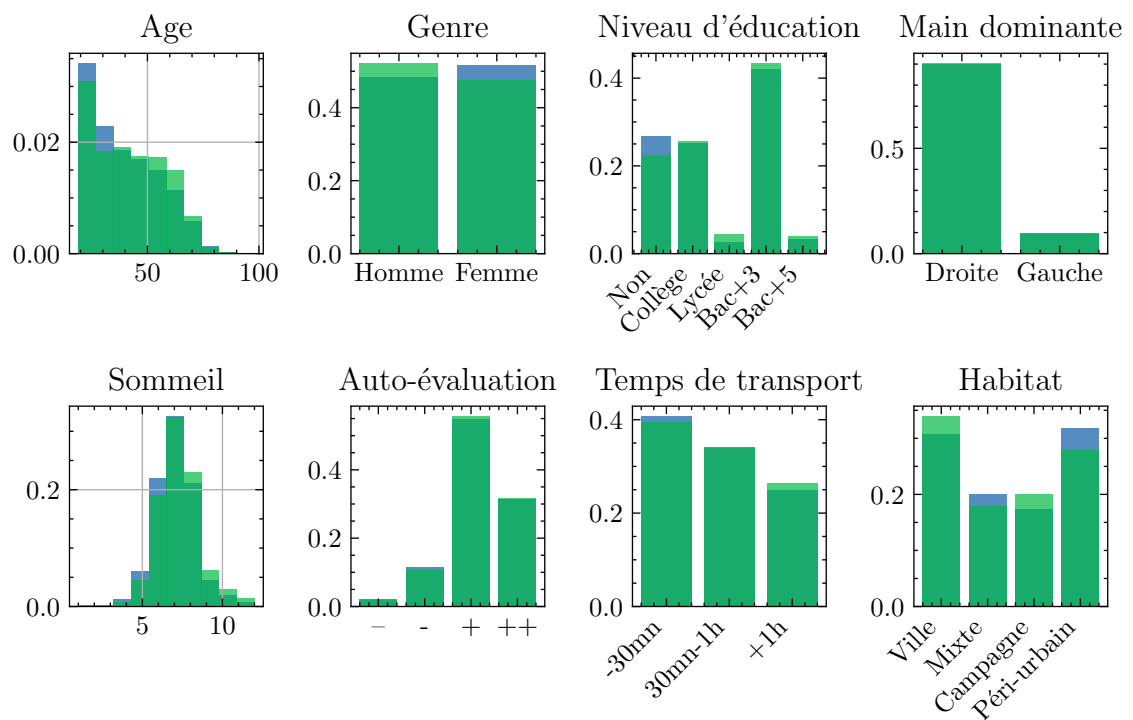 Age
0.02
0.00
50
100
Genre
0.4
0.2
0.0
Homme
Femme
Niveau d'éducation
0.4
0.2
0.0
Non
Collège
Lycée
Bac+3
Bac+5
Main dominante
0.5
0.0
Droite
Gauche
Sommeil
0.2
0.0
5
10
Auto-évaluation
0.4
0.2
0.0
–
-
+
++
Temps de transport
0.4
0.2
0.0
-30mn
30mn-1h
+1h
Habitat
0.2
0.0
Ville
Mixte
Campagne
Péri-urbain